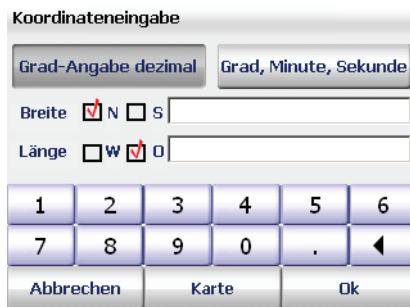 Koordinateneingabe
Grad-Angabe dezimal Grad, Minute, Sekunde
Breite N S
Länge W O
1 2 3 4 5 6
7 8 9 0 .
Abbrechen Karte Ok